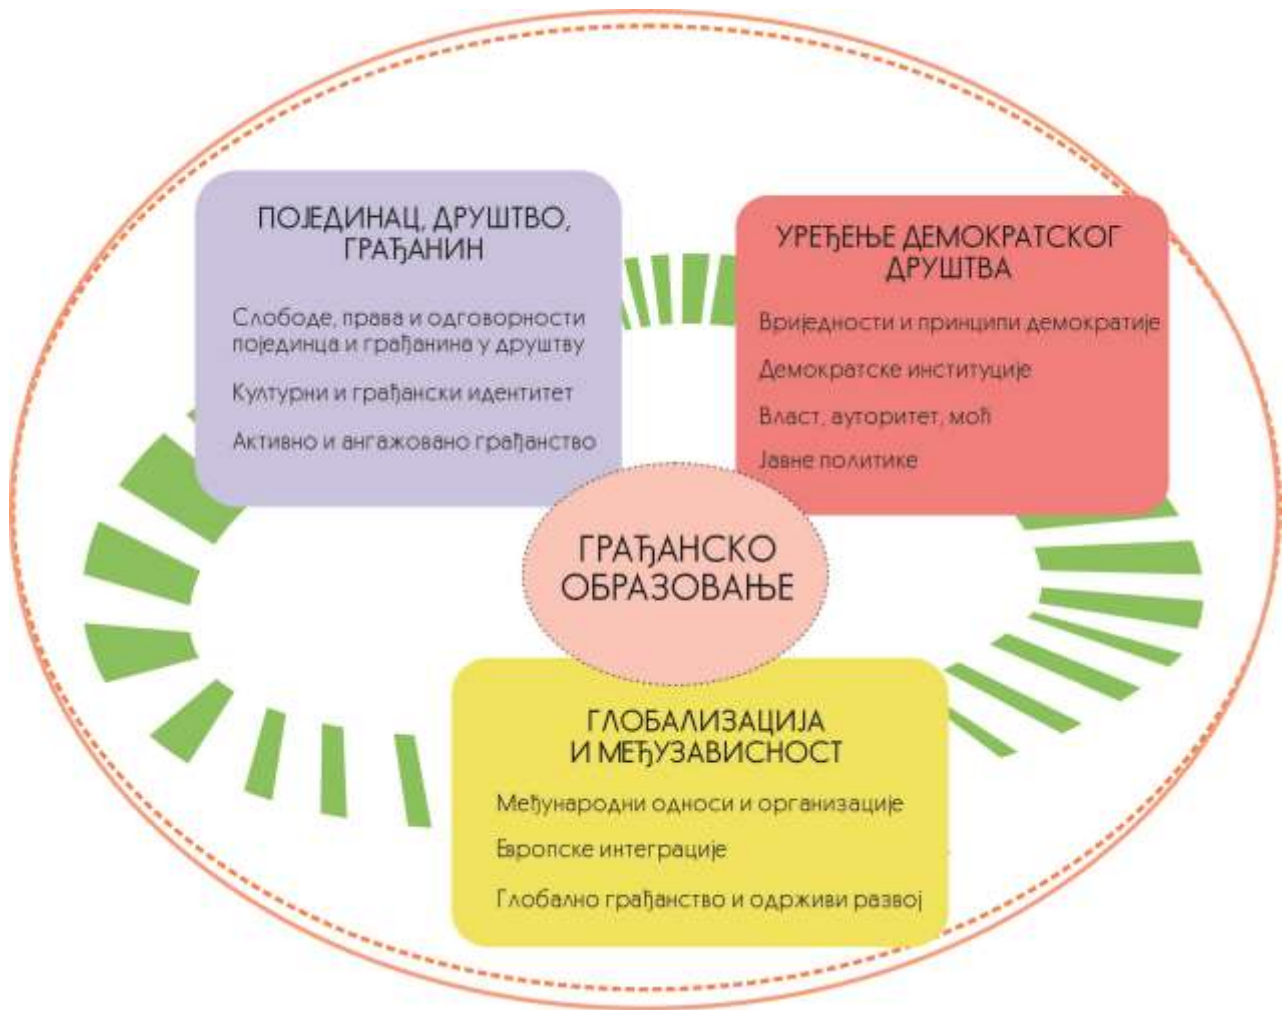 ПОЈЕДИНАЦ, ДРУШТВО,
ГРАЂАНИН
Слободе, права и одговорности
појединца и грађанина у друштву
Културни и грађански идентитет
Активно и ангажовано грађанство
УРЕЂЕЊЕ ДЕМОКРАТСКОГ
ДРУШТВА
Вриједности и принципи демократије
Демократске институције
Власт, ауторитет, моћ
Јавне политике
ГРАЂАНСКО
ОБРАЗОВАЊЕ
ГЛОБАЛИЗАЦИЈА
И МЕЂУЗАВИСНОСТ
Међународни односи и организације
Европске интеграције
Глобално грађанство и одрживи развој